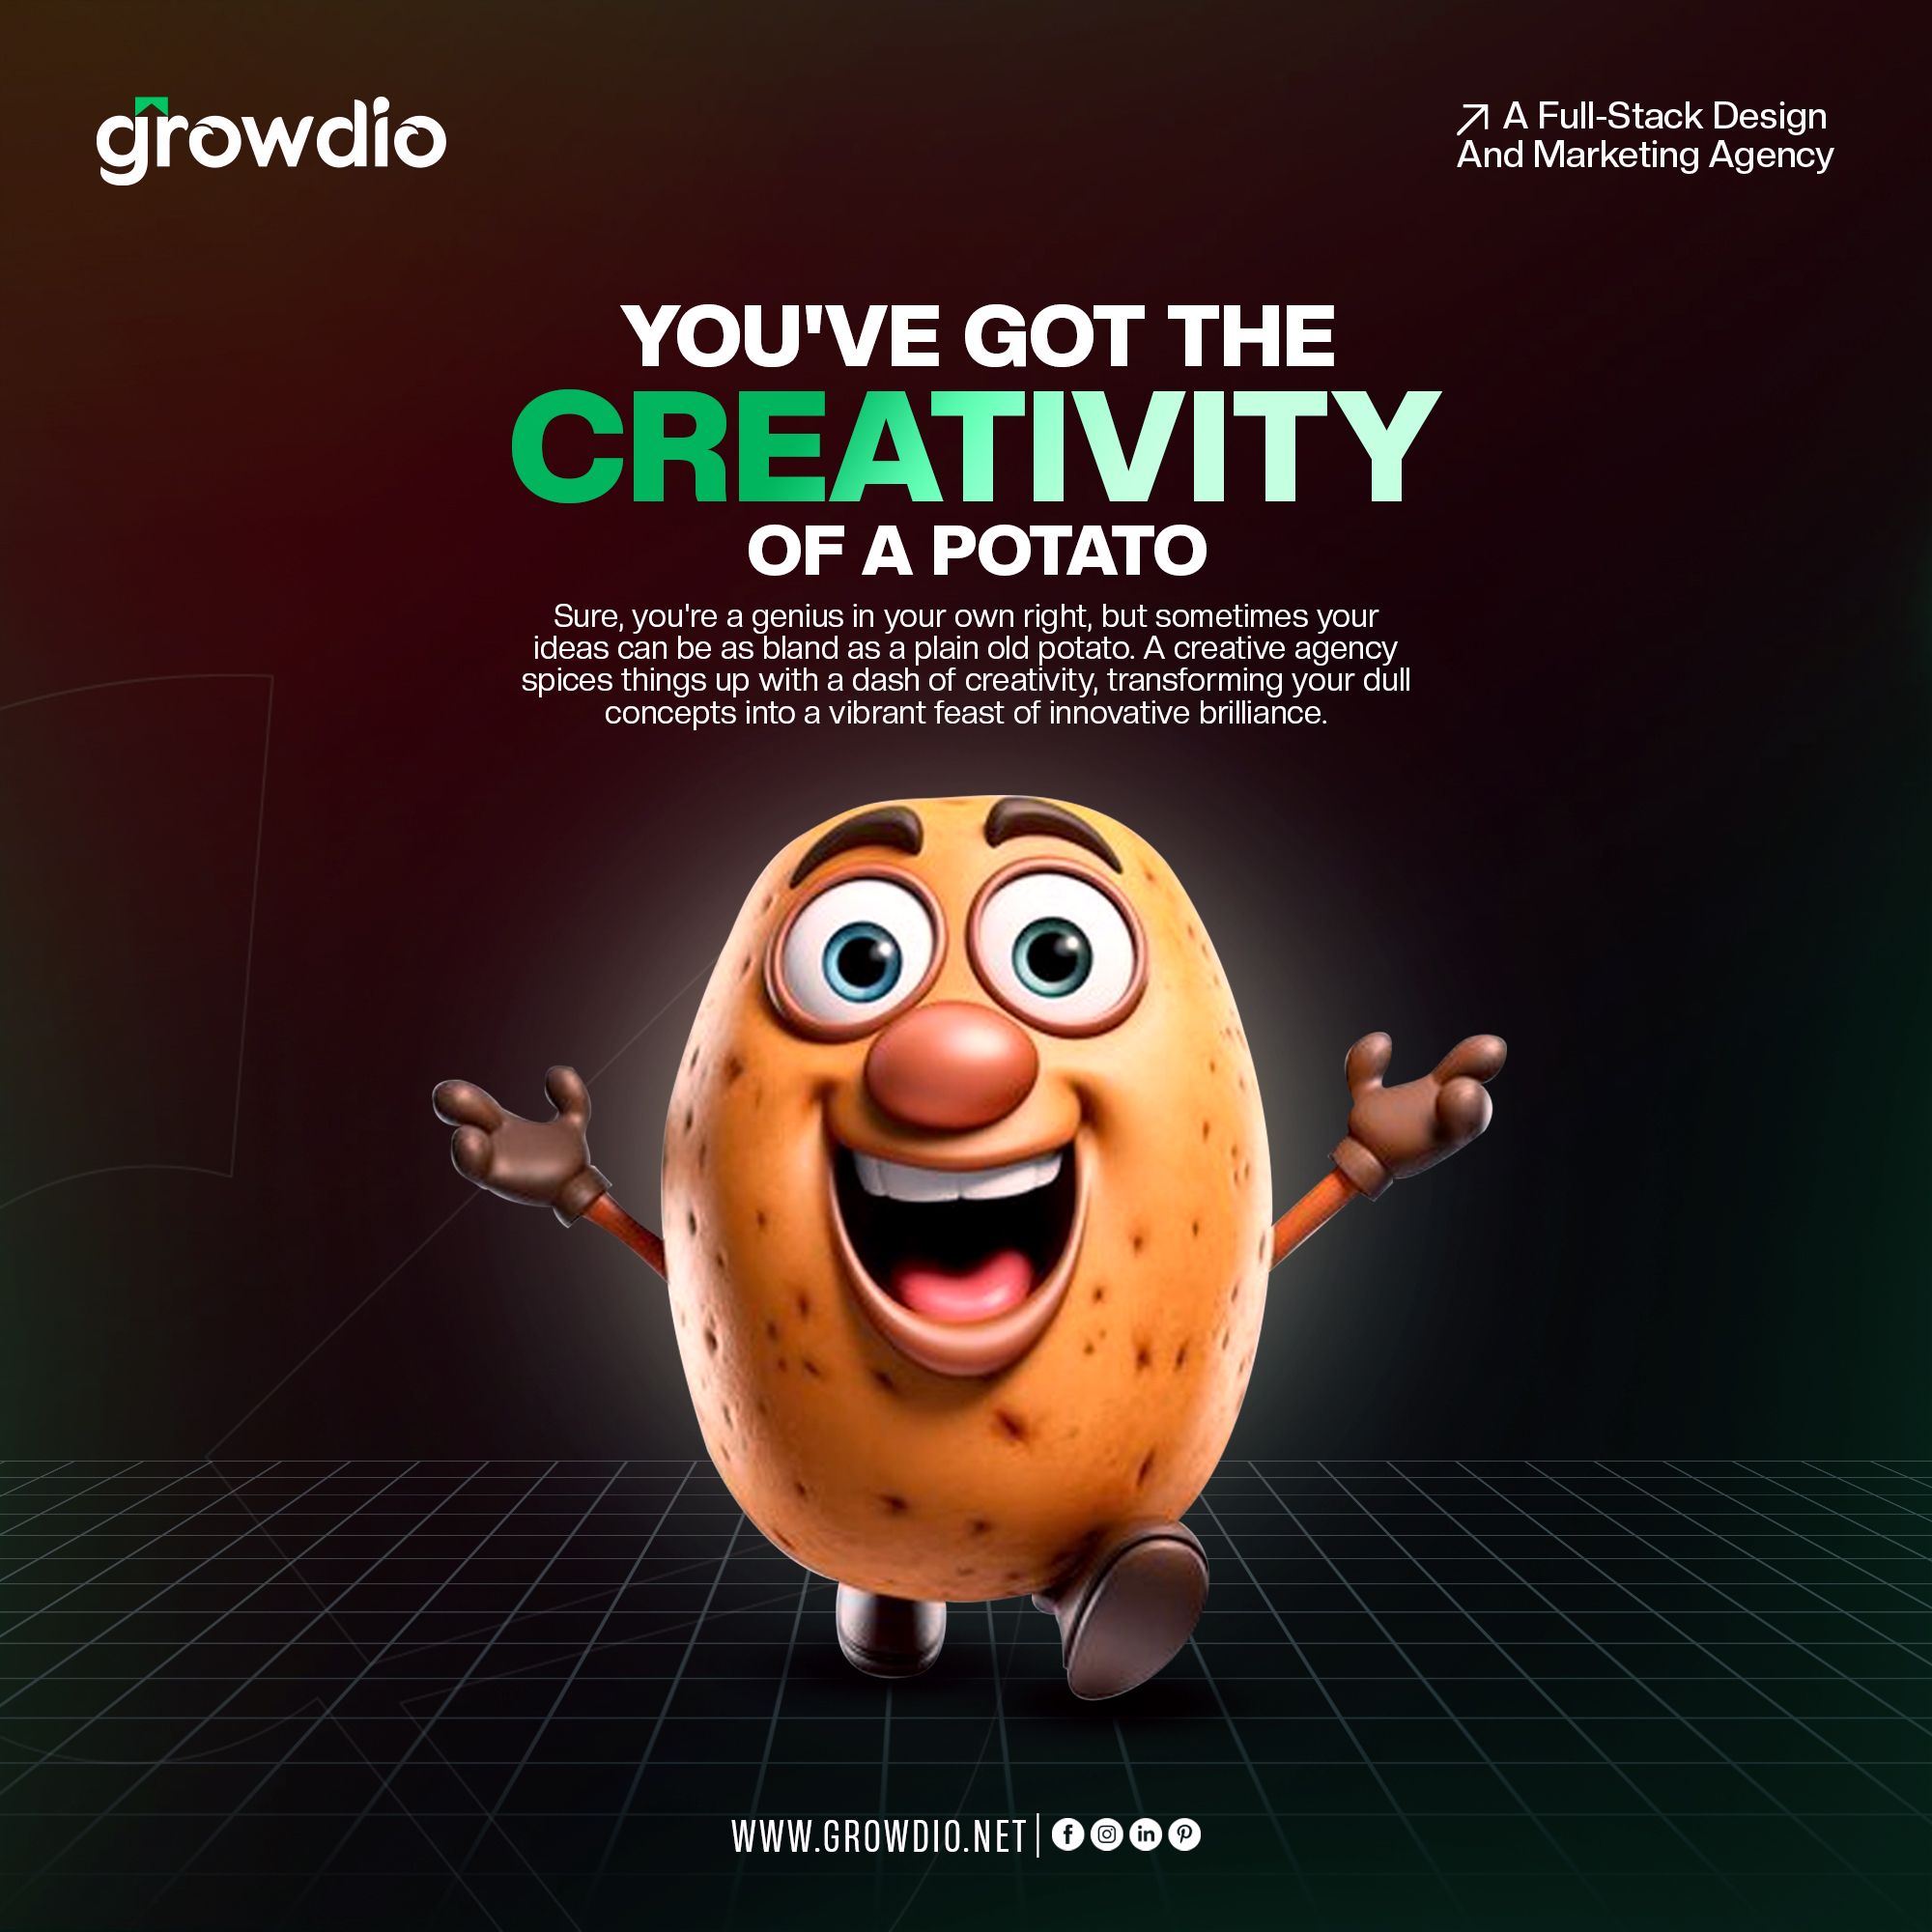 growdio
A Full-Stack Design
And Marketing Agency
YOU'VE GOT THE
CREATIVITY
OF A POTATO
Sure, you're a genius in your own right, but sometimes your
ideas can be as bland as a plain old potato. A creative agency
spices things up with a dash of creativity, transforming your dull
concepts into a vibrant feast of innovative brilliance.
WWW.GROWDIO.NET